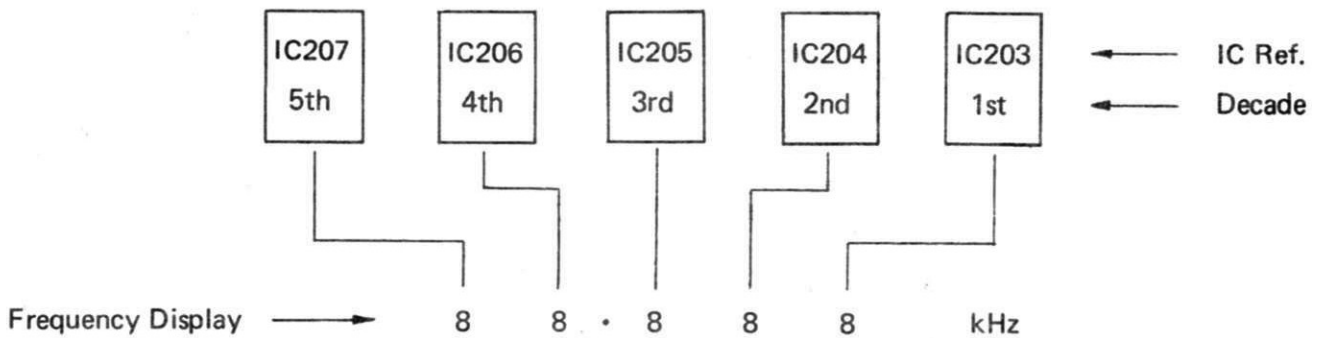 IC207 IC206 IC205 IC204 IC203 IC Ref.
5th 4th 3rd 2nd 1st Decade
Frequency Display 8 8 · 8 8 8 kHz